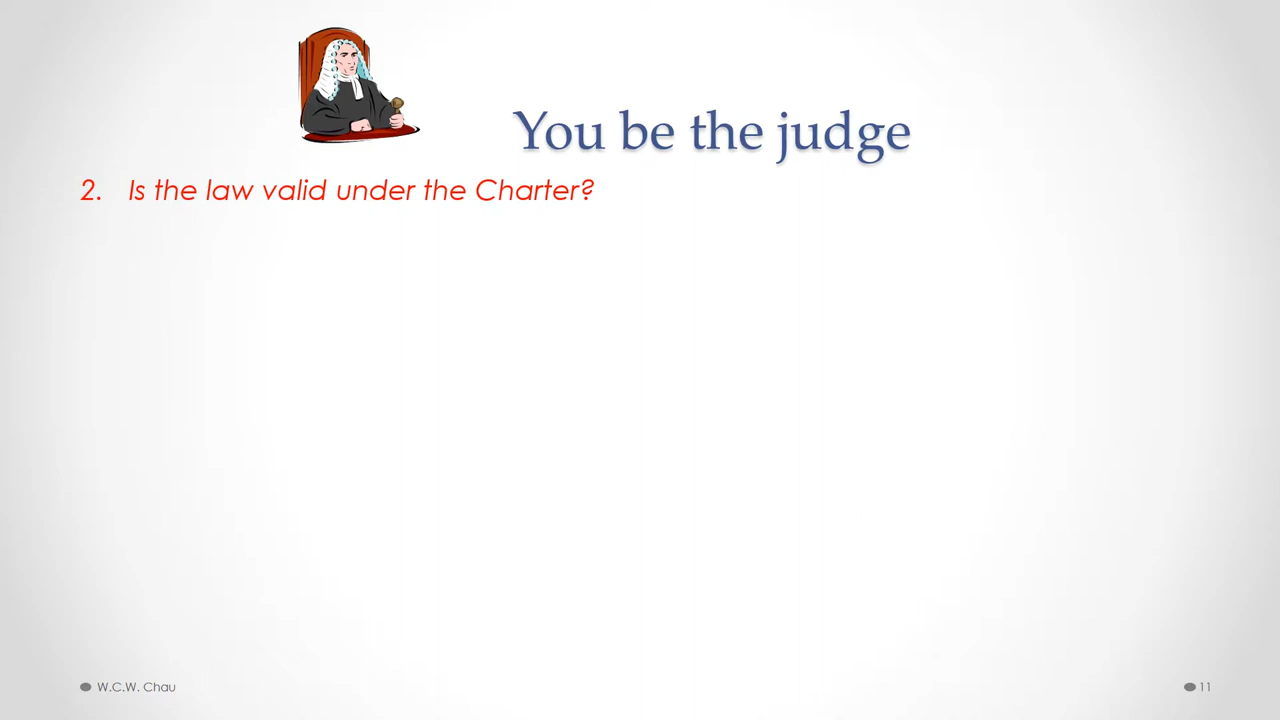 You be the judge
2. Is the law valid under the Charter?
W.C.W. Chau
11